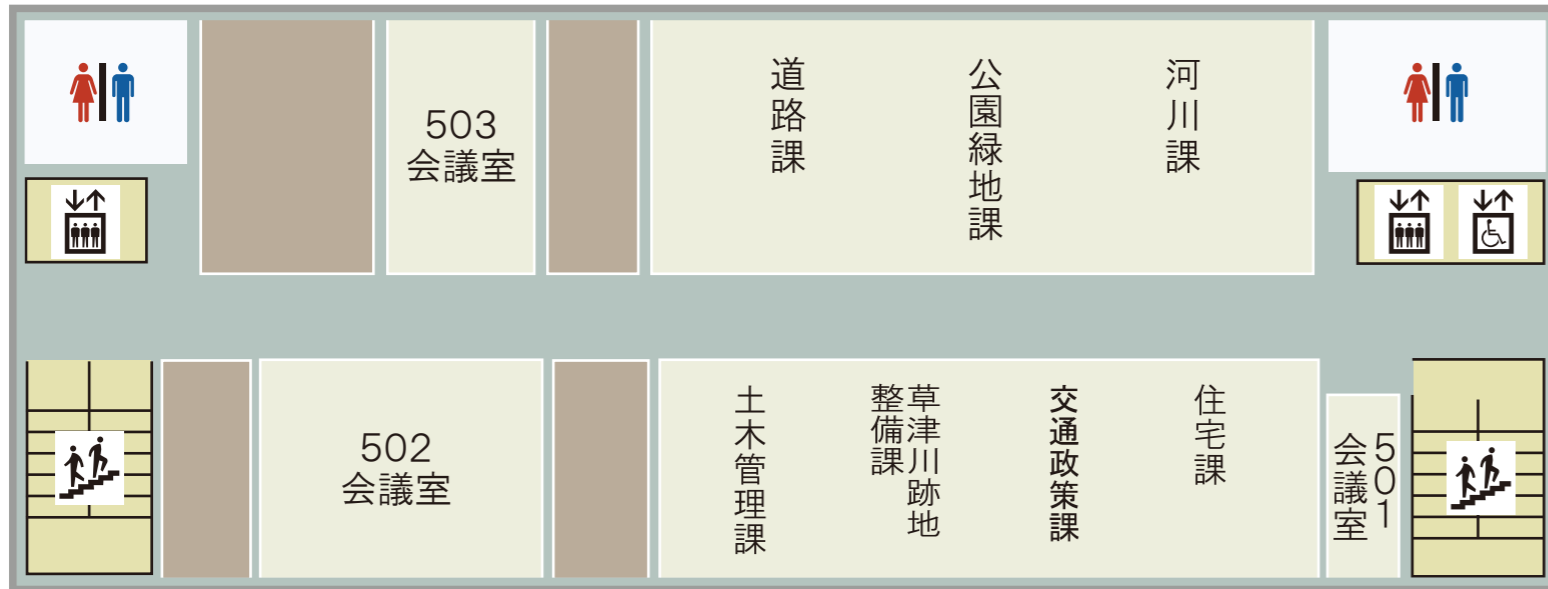 503
会議室
道路課
公園緑地課
河川課
502
会議室
土木管理課
草津川跡地
整備課
交通政策課
住宅課
501
会議室